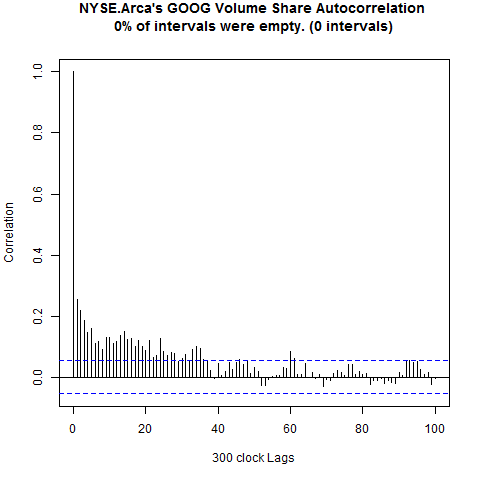 NYSE.Arca's GOOG Volume Share Autocorrelation
0% of intervals were empty. (0 intervals)
1.0
0.8
0.6
0.4
0.2
0.0
Correlation
0 20 40 60 80 100
300 clock Lags